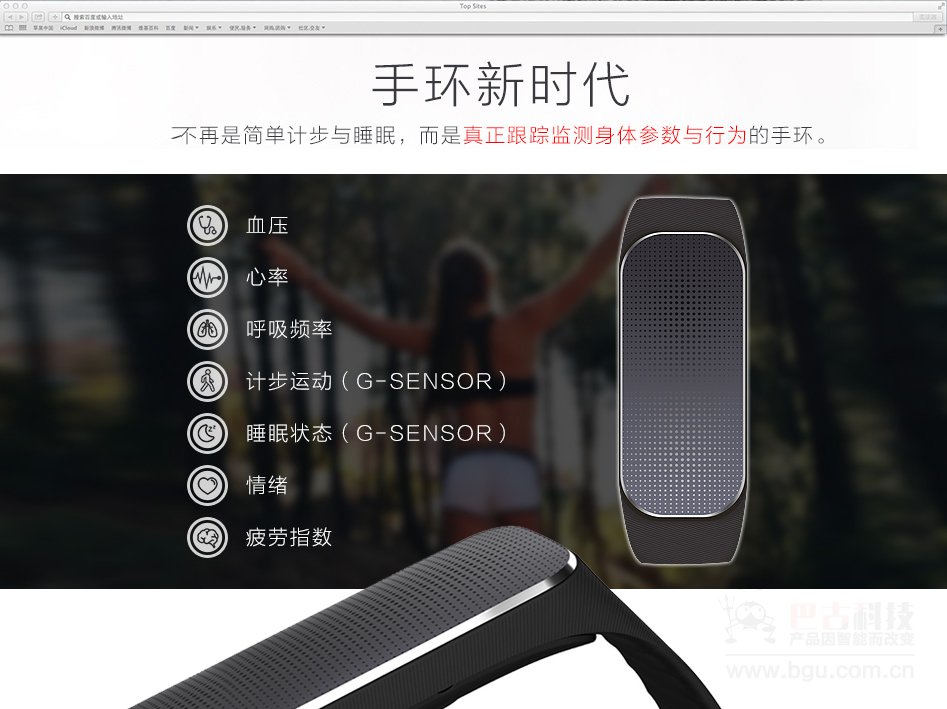 Top Sites
搜索百度或输入地址
阅读器
苹果中国 iCloud 新浪微博 腾讯微博 维基百科 百度 新闻 娱乐 便民.服务 网购.团购 社区.交友
手环新时代
不再是简单计步与睡眠，而是真正跟踪监测身体参数与行为的手环。
血压
心率
呼吸频率
计步运动（G-SENSOR）
睡眠状态（G-SENSOR）
情绪
疲劳指数
巴古科技
产品因智能而改变
www.bgu.com.cn